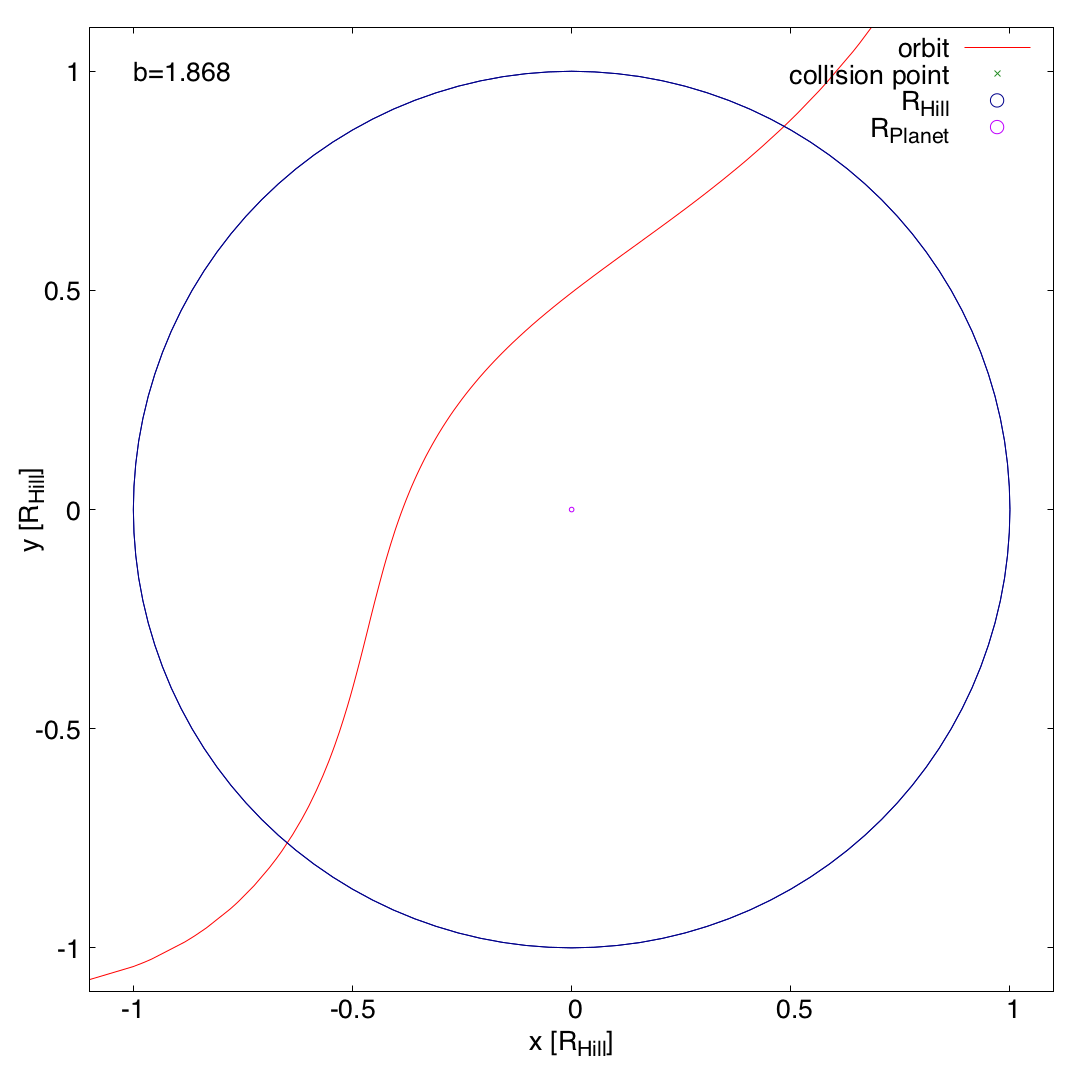 b=1.868
orbit
collision point
R_Hill
R_Planet
1
0.5
0
-0.5
-1
y [R_Hill]
-1 -0.5 0 0.5 1
x [R_Hill]